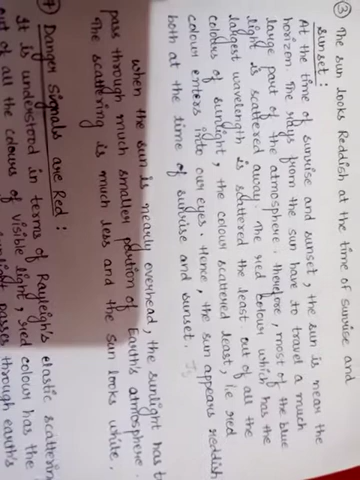 ③ The sun looks Reddish at the time of sunrise and
sunset:
At the time of sunrise and sunset, the sun is near the
horizon. The rays from the sun have to travel a much
large part of the atmosphere. therefore, most of the blue
light is scattered away. The red colour which has the
largest wavelength is scattered the least out of all the
colours of sunlight, the colour scattered least, i.e red
colour enters into our eyes. Hence, the sun appears reddish
both at the time of sunrise and sunset.
when the sun is nearly overhead, the sunlight has t
pass through much smaller portion of Earth's atmosphere.
The scattering is much less and the sun looks white.
④ Danger signals are Red:
It is understood in terms of Rayleigh's elastic scatterin
out of all the colours of visible light, red colour has the
passes through earth's